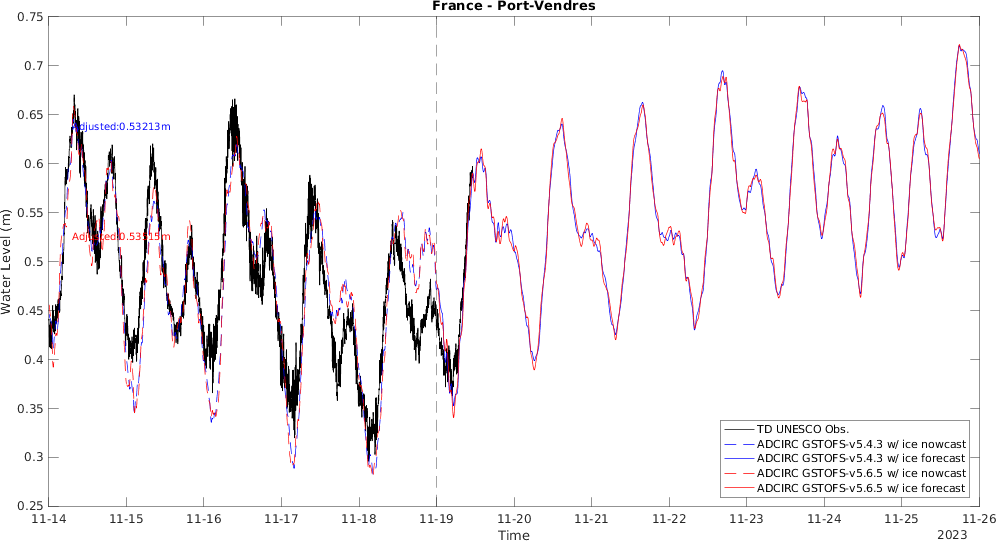 France - Port-Vendres
Water Level (m)
0.75
0.7
0.65
0.6
0.55
0.5
0.45
0.4
0.35
0.3
0.25
Adjusted:0.53213m
TD UNESCO Obs.
ADCIRC GSTOFS-v5.4.3 w/ ice nowcast
ADCIRC GSTOFS-v5.4.3 w/ ice forecast
ADCIRC GSTOFS-v5.6.5 w/ ice nowcast
ADCIRC GSTOFS-v5.6.5 w/ ice forecast
11-14 11-15 11-16 11-17 11-18 11-19 11-20 11-21 11-22 11-23 11-24 11-25 11-26
Time
2023